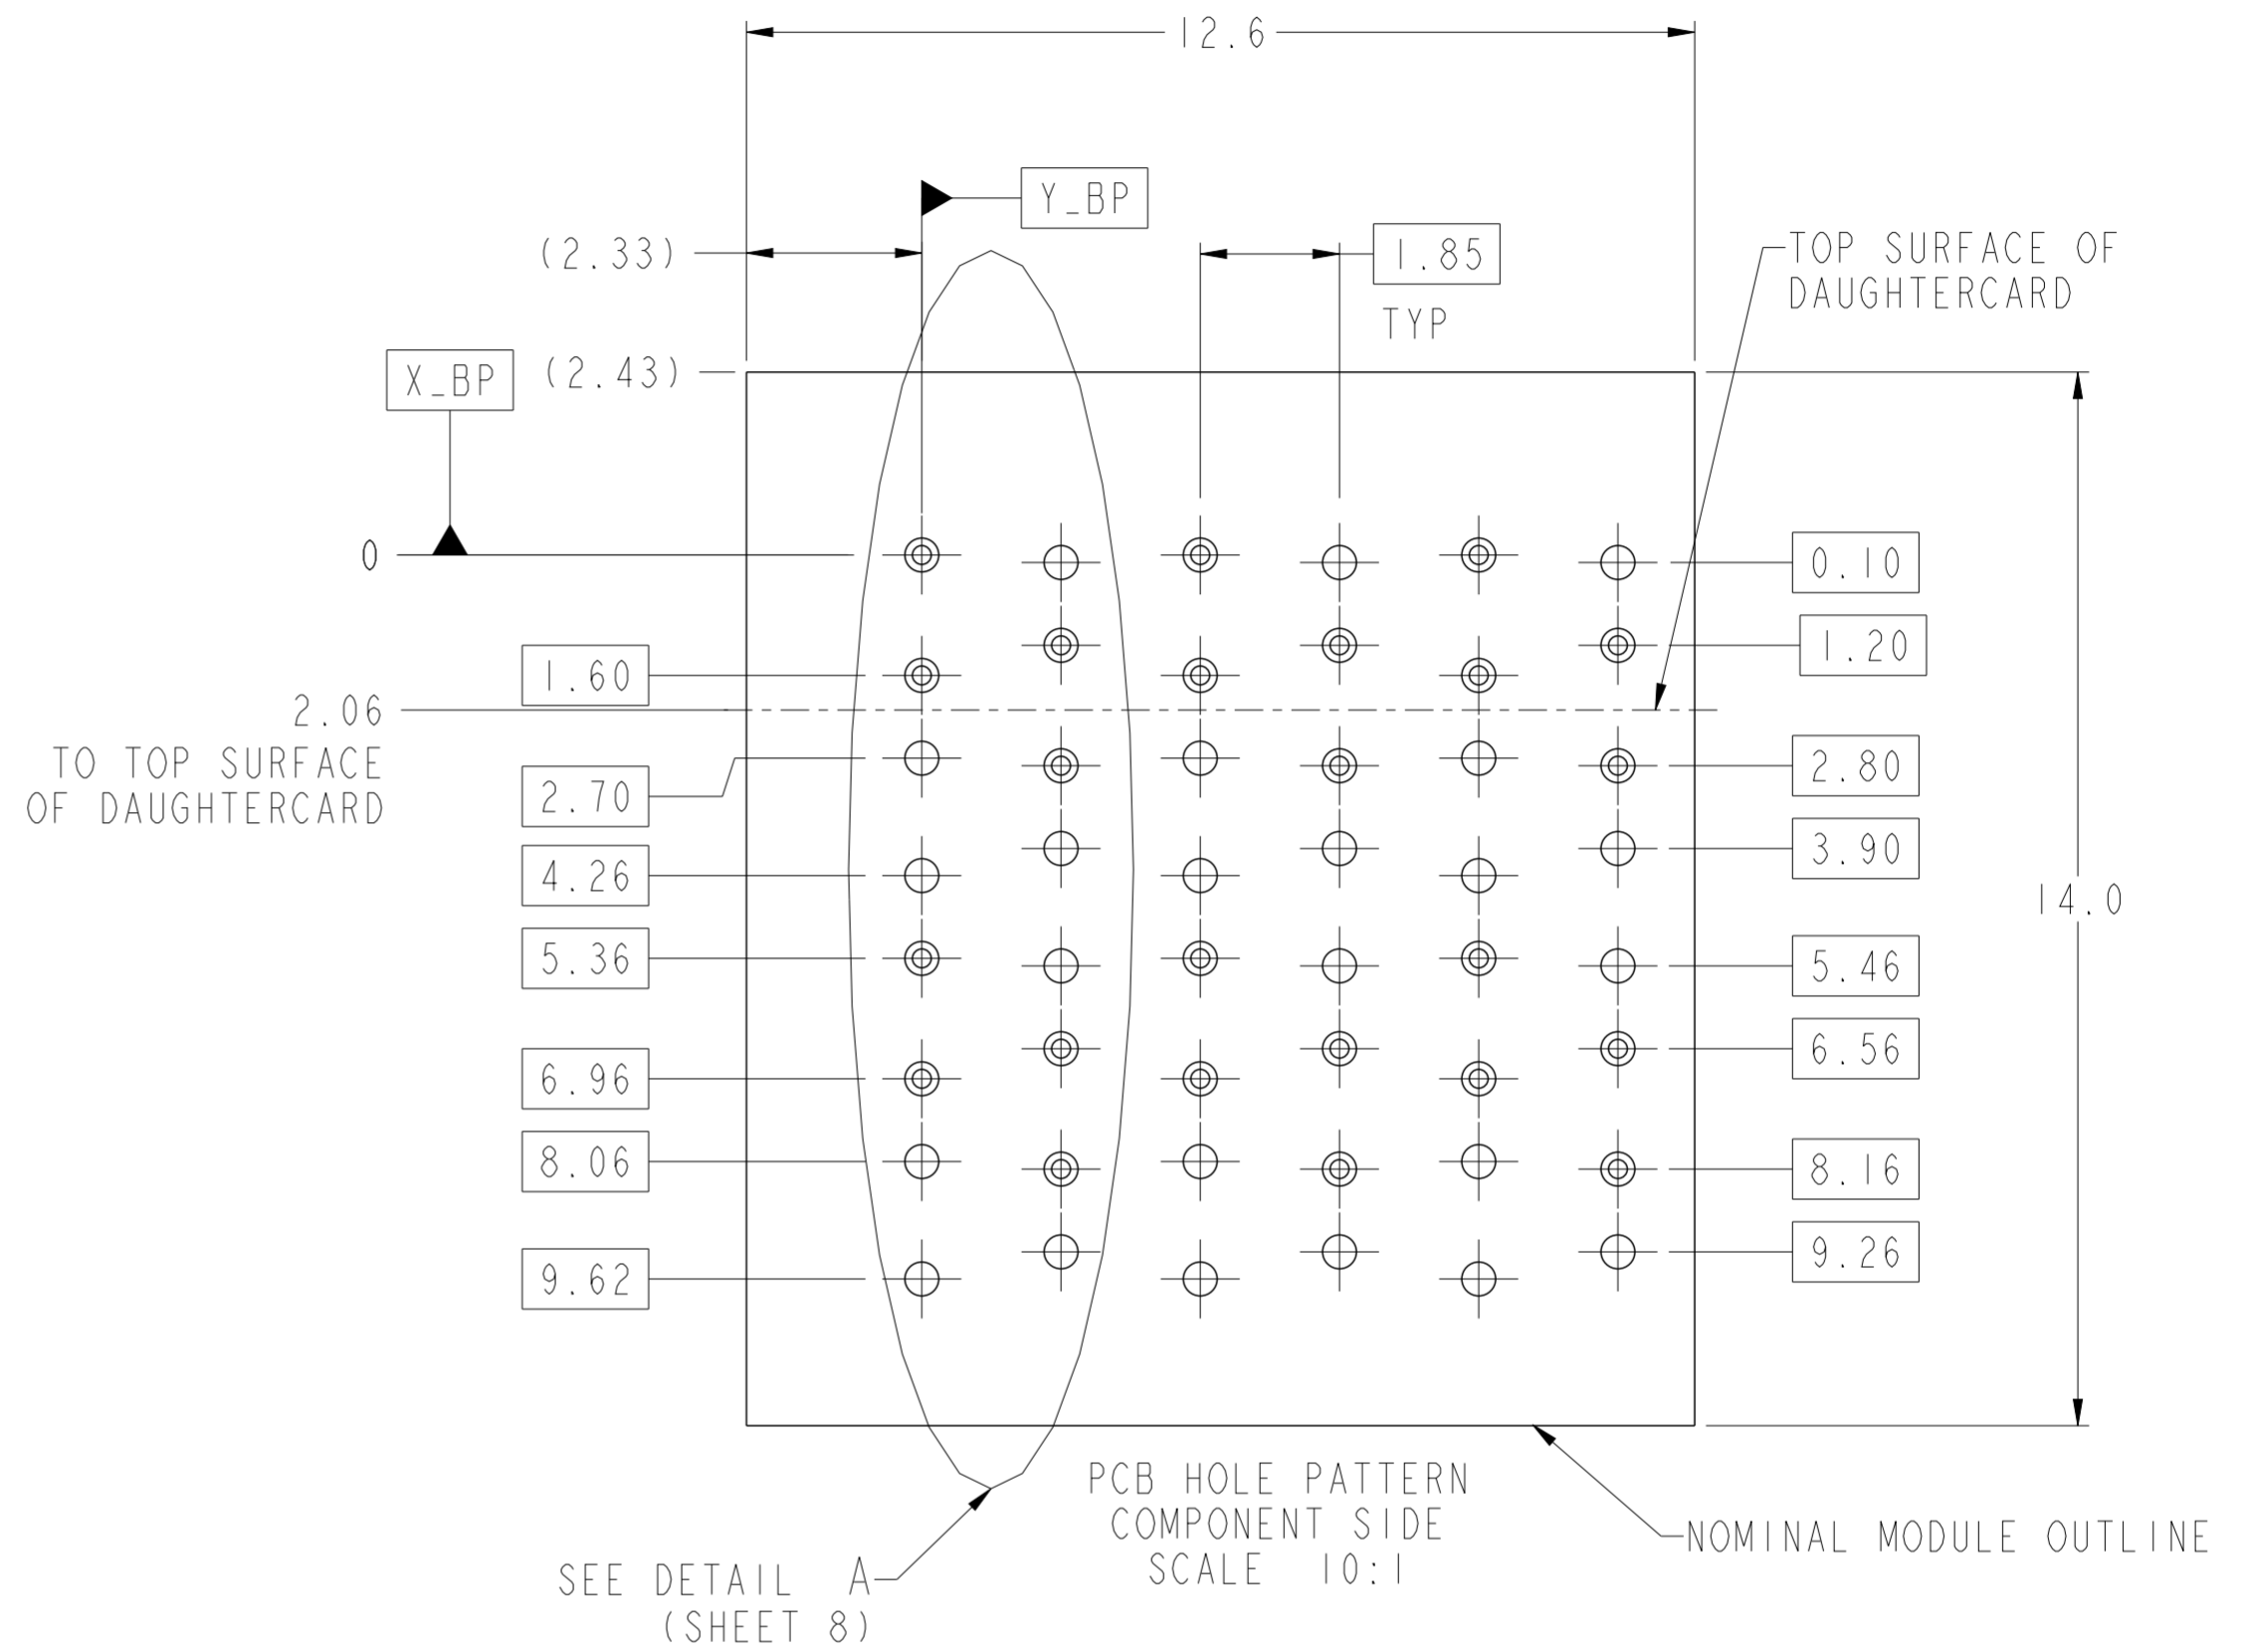 12.6
Y_BP
(2.33)
1.85
TYP
TOP SURFACE OF
DAUGHTERCARD
X_BP
(2.43)
0
0.10
1.20
1.60
2.06
TO TOP SURFACE
OF DAUGHTERCARD
2.70
2.80
4.26
3.90
14.0
5.36
5.46
6.96
6.56
8.06
8.16
9.62
9.26
PCB HOLE PATTERN
COMPONENT SIDE
SCALE 10:1
NOMINAL MODULE OUTLINE
SEE DETAIL A
(SHEET 8)